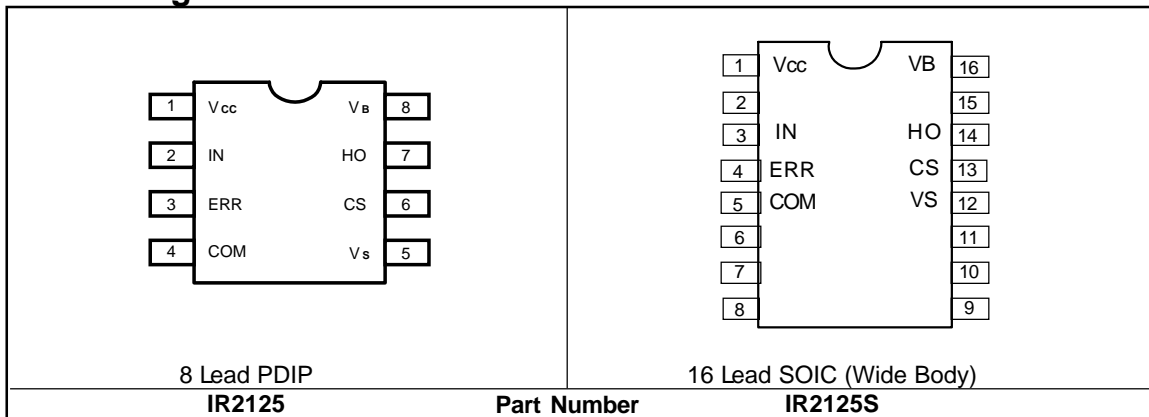 1 Vcc VB 8
2 IN HO 7
3 ERR CS 6
4 COM Vs 5
8 Lead PDIP
1 Vcc VB 16
2 15
3 IN HO 14
4 ERR CS 13
5 COM VS 12
6 11
7 10
8 9
16 Lead SOIC (Wide Body)
IR2125 Part Number IR2125S